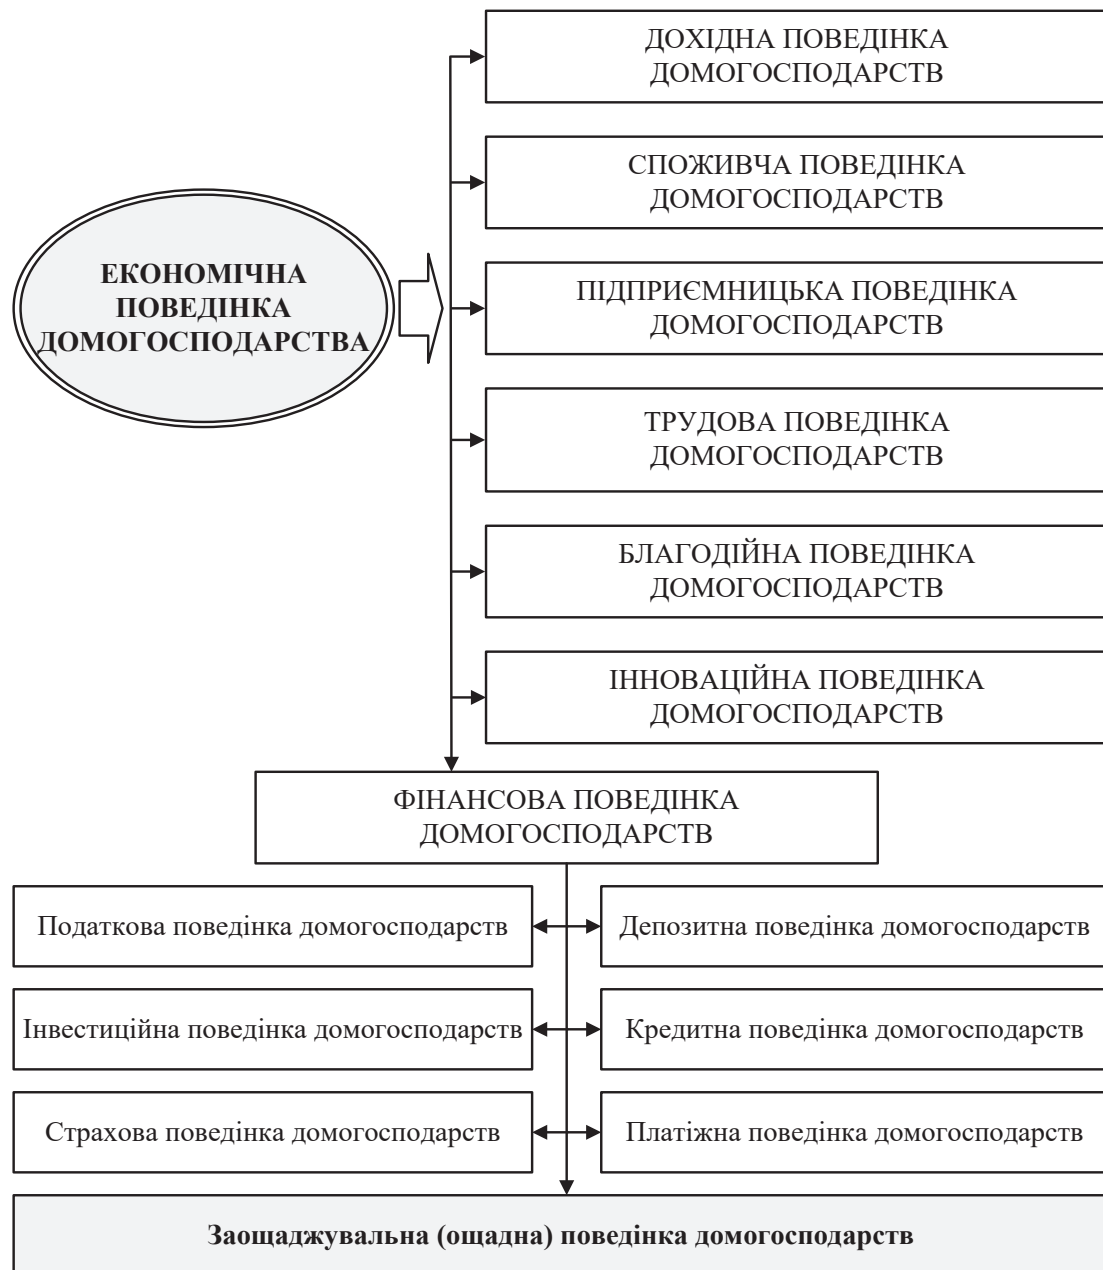 ДОХІДНА ПОВЕДІНКА
ДОМОГОСПОДАРСТВ
СПОЖИВЧА ПОВЕДІНКА
ДОМОГОСПОДАРСТВ
ЕКОНОМІЧНА
ПОВЕДІНКА
ДОМОГОСПОДАРСТВА
ПІДПРИЄМНИЦЬКА ПОВЕДІНКА
ДОМОГОСПОДАРСТВ
ТРУДОВА ПОВЕДІНКА
ДОМОГОСПОДАРСТВ
БЛАГОДІЙНА ПОВЕДІНКА
ДОМОГОСПОДАРСТВ
ІННОВАЦІЙНА ПОВЕДІНКА
ДОМОГОСПОДАРСТВ
ФІНАНСОВА ПОВЕДІНКА
ДОМОГОСПОДАРСТВ
Податкова поведінка домогосподарств
Депозитна поведінка домогосподарств
Інвестиційна поведінка домогосподарств
Кредитна поведінка домогосподарств
Страхова поведінка домогосподарств
Платіжна поведінка домогосподарств
Заощаджувальна (ощадна) поведінка домогосподарств